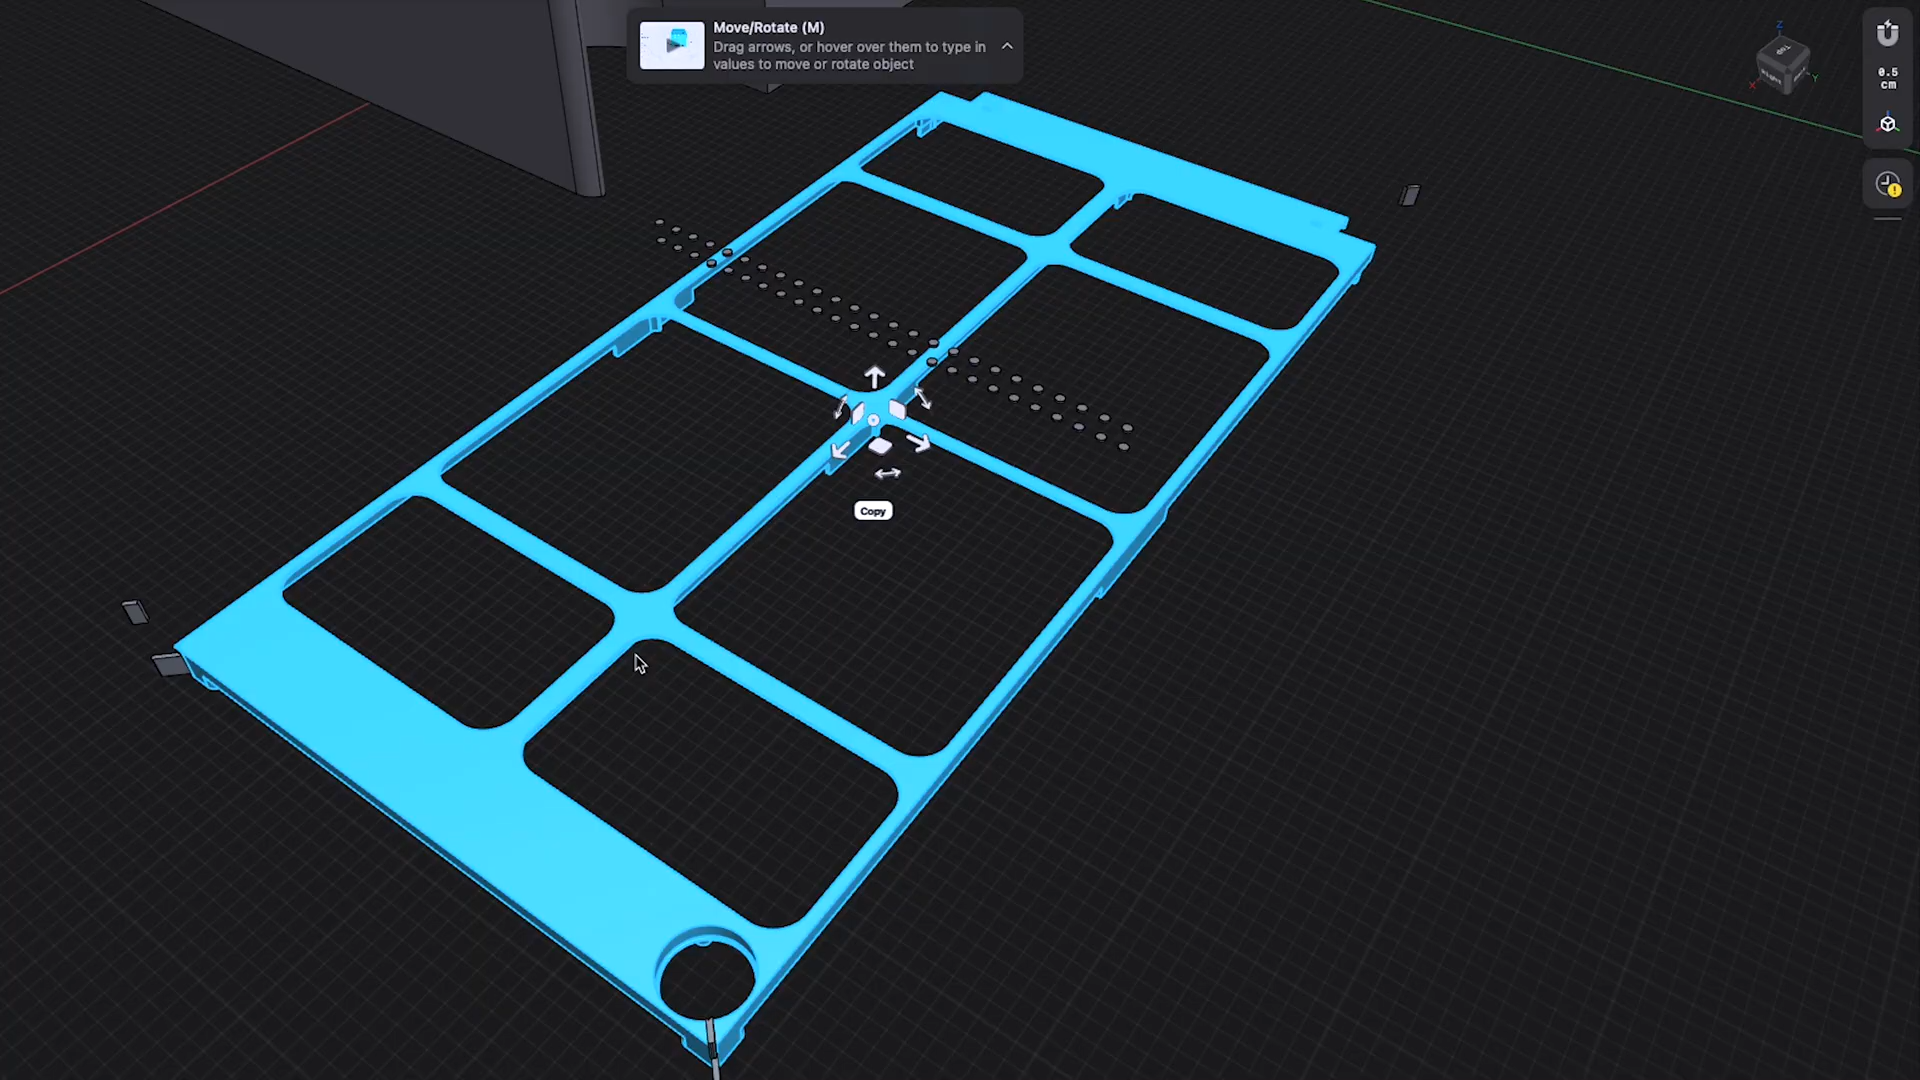 Move/Rotate (M)
Drag arrows, or hover over them to type in
values to move or rotate object
Z
TOP
X
Y
0.5
cm
Copy